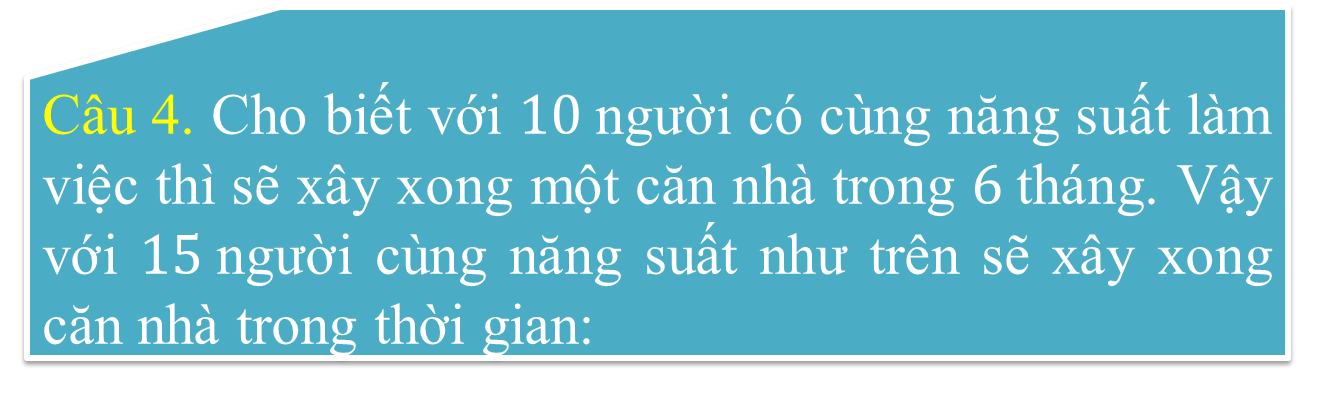 Câu 4. Cho biết với 10 người có cùng năng suất làm
việc thì sẽ xây xong một căn nhà trong 6 tháng. Vậy
với 15 người cùng năng suất như trên sẽ xây xong
căn nhà trong thời gian: